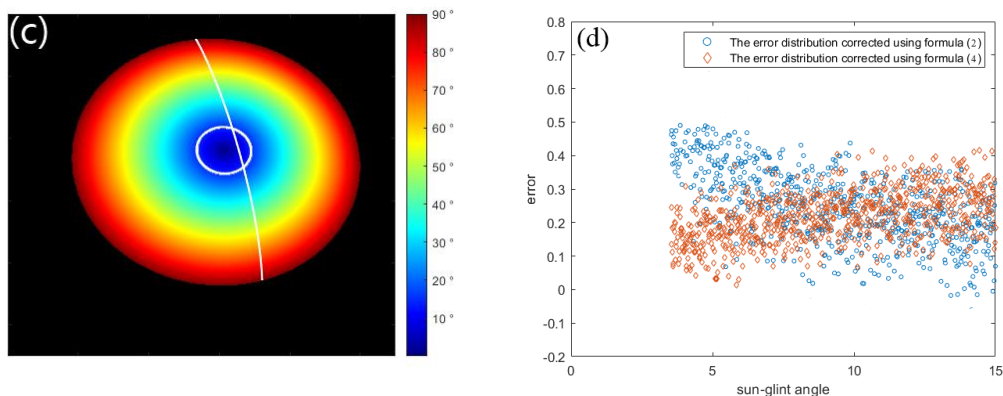 (c)
90 °
80 °
70 °
60 °
50 °
40 °
30 °
20 °
10 °
(d)
The error distribution corrected using formula (2)
The error distribution corrected using formula (4)
0.8
0.7
0.6
0.5
0.4
0.3
0.2
0.1
0
-0.1
-0.2
error
0 5 10 15
sun-glint angle